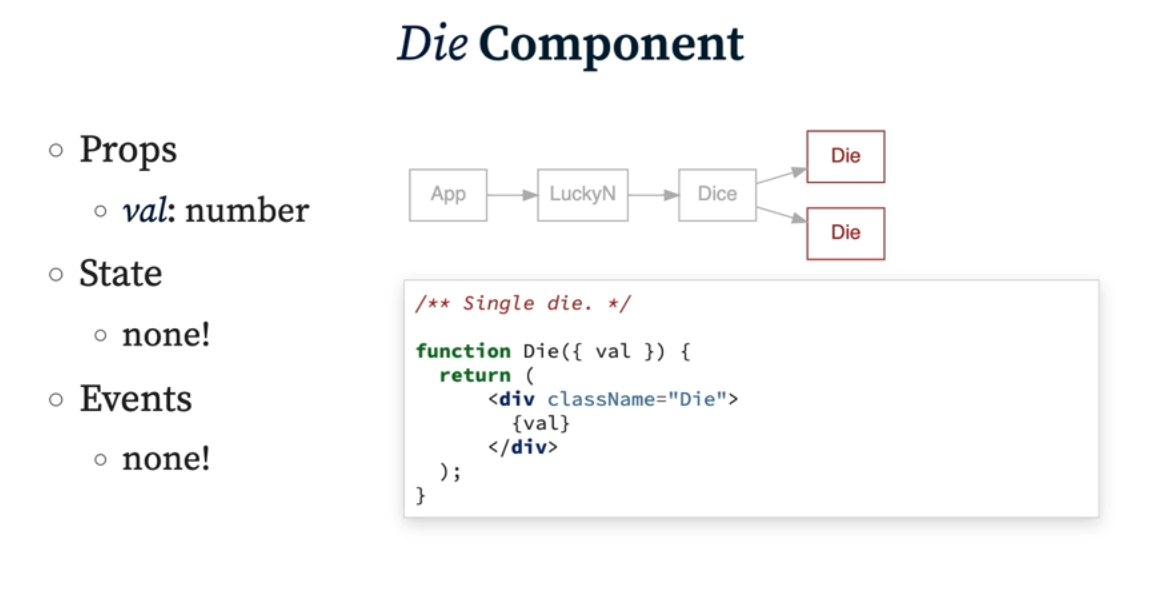 Die Component
Props
val: number
State
none!
Events
none!
App
LuckyN
Dice
Die
Die
/** Single die. */
function Die({ val }) {
  return (
      <div className="Die">
        {val}
      </div>
  );
}